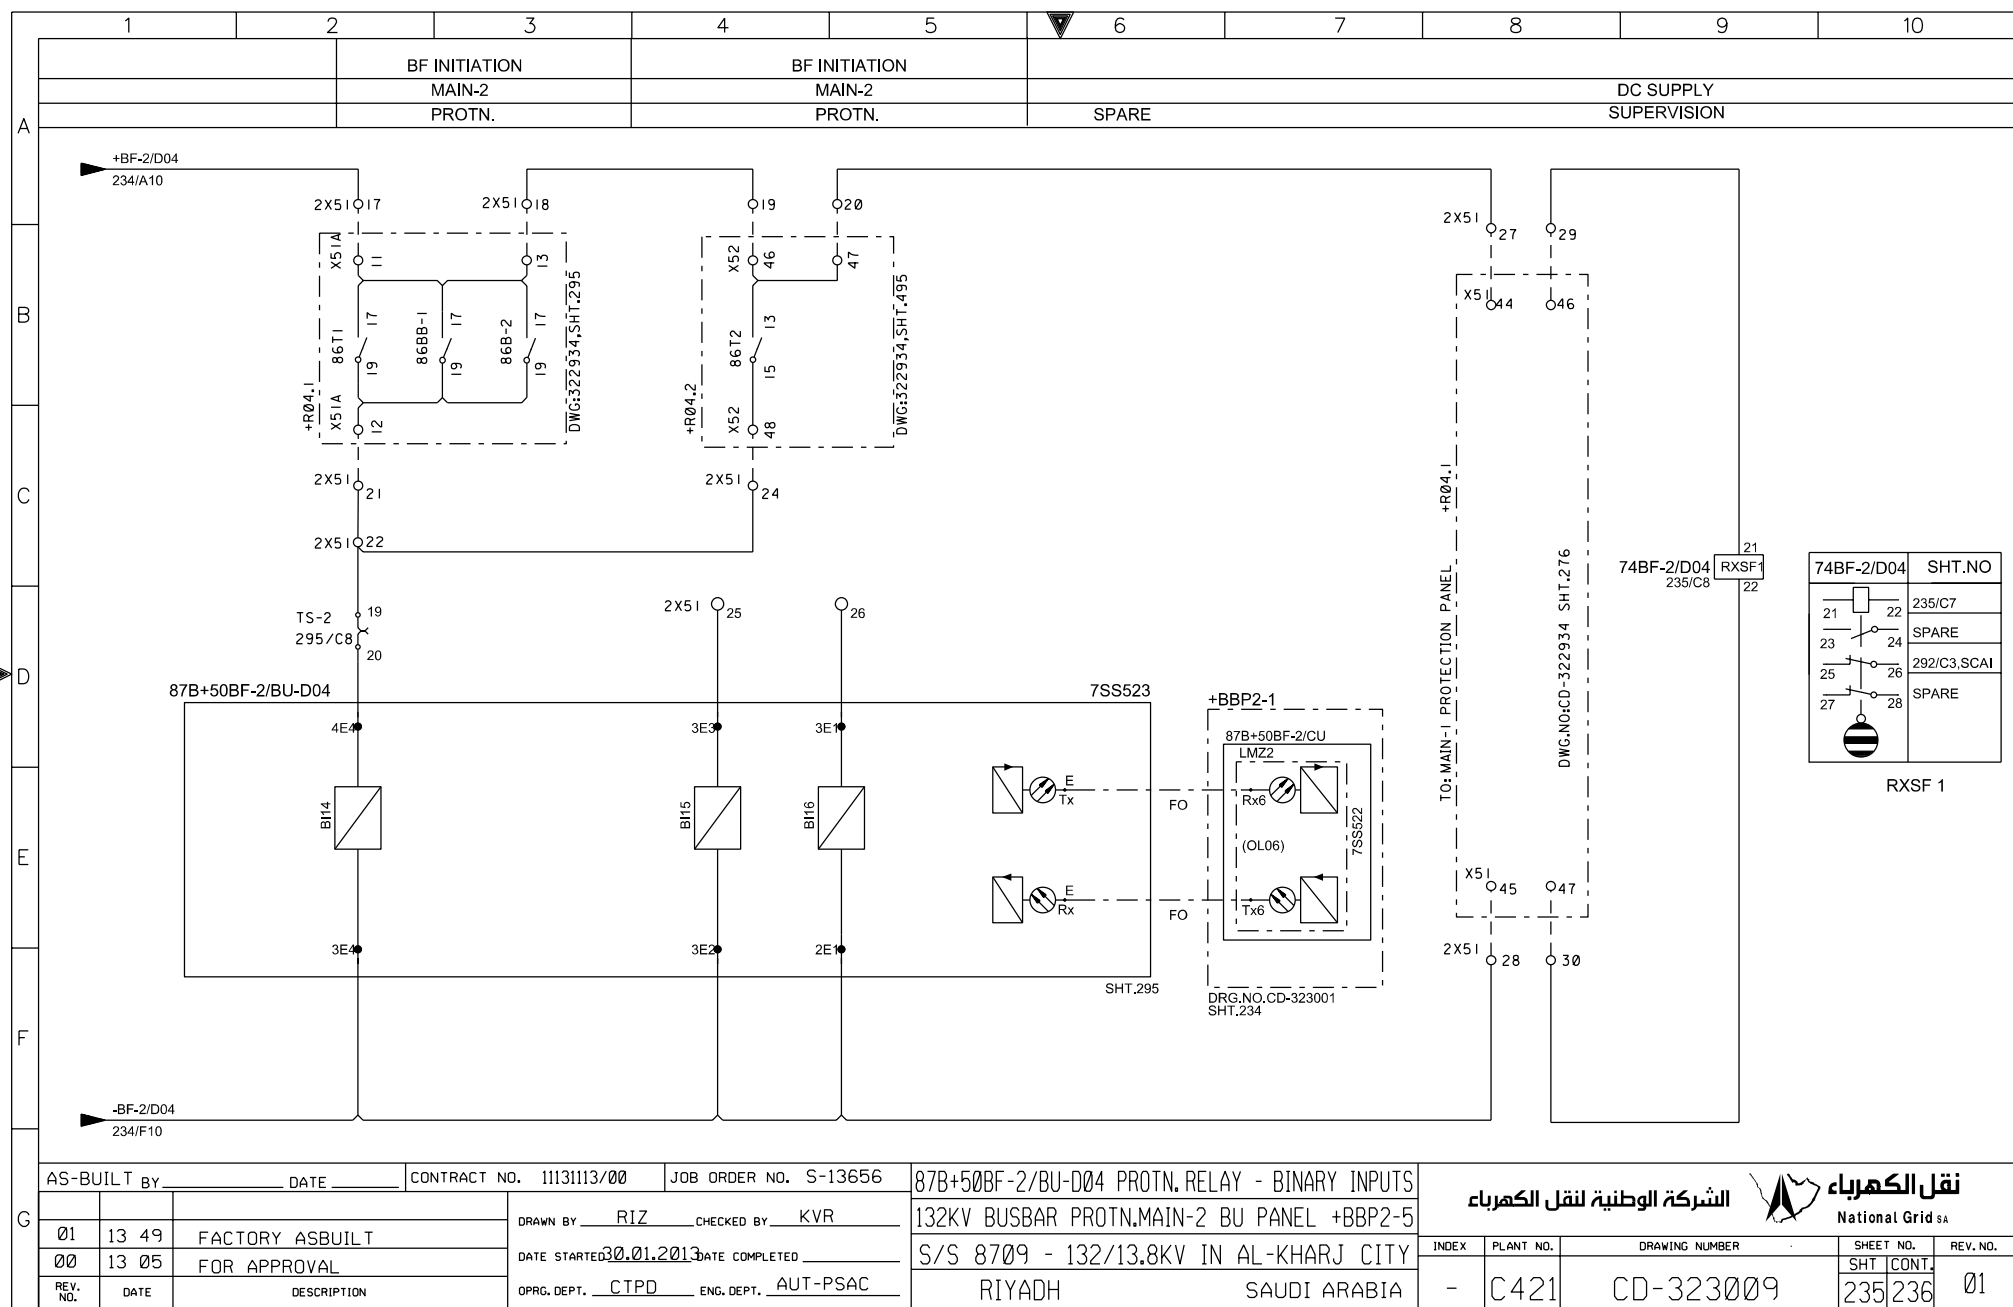 1 2 3 4 5 6 7 8 9 10
BF INITIATION
MAIN-2
PROTN.
BF INITIATION
MAIN-2
PROTN.
SPARE
DC SUPPLY
SUPERVISION
A
B
C
D
E
F
G
+BF-2/D04
234/A10
2X51 17
2X51 18
19
20
X51A 11
13
X52 46
47
86T1 17 19
86BB-1 17 19
86B-2 17 19
86T2 13 15
+R04.1
X51A 12
DWG:322934,SHT.295
+R04.2
X52 48
DWG:322934,SHT.495
2X51 21
2X51 24
2X51 22
TS-2 19
295/C8 20
2X51 25
26
2X51 27
29
X51 44
46
+R04.1
TO: MAIN-1 PROTECTION PANEL
DWG.NO:CD-322934 SHT.276
X51 45
47
2X51 28
30
74BF-2/D04 RXSF1
235/C8
21
22
74BF-2/D04 SHT.NO
21 22 235/C7
23 24 SPARE
25 26 292/C3,SCAI
27 28 SPARE
RXSF 1
87B+50BF-2/BU-D04
7SS523
4E4
3E3
3E1
BI14
BI15
BI16
3E4
3E2
2E1
E
Tx
FO
E
Rx
FO
SHT.295
+BBP2-1
87B+50BF-2/CU
LMZ2
Rx6
(OL06)
7SS522
Tx6
DRG.NO.CD-323001
SHT.234
-BF-2/D04
234/F10
AS-BUILT BY DATE
CONTRACT NO. 11131113/00
JOB ORDER NO. S-13656
01 13 49 FACTORY ASBUILT
00 13 05 FOR APPROVAL
REV. NO. DATE DESCRIPTION
DRAWN BY RIZ CHECKED BY KVR
DATE STARTED 30.01.2013 DATE COMPLETED
OPRG. DEPT. CTPD ENG. DEPT. AUT-PSAC
87B+50BF-2/BU-D04 PROTN.RELAY - BINARY INPUTS
132KV BUSBAR PROTN.MAIN-2 BU PANEL +BBP2-5
S/S 8709 - 132/13.8KV IN AL-KHARJ CITY
RIYADH SAUDI ARABIA
الشركة الوطنية لنقل الكهرباء
نقل الكهرباء
National Grid SA
INDEX PLANT NO. DRAWING NUMBER SHEET NO. REV. NO.
SHT CONT.
- C421 CD-323009 235 236 01